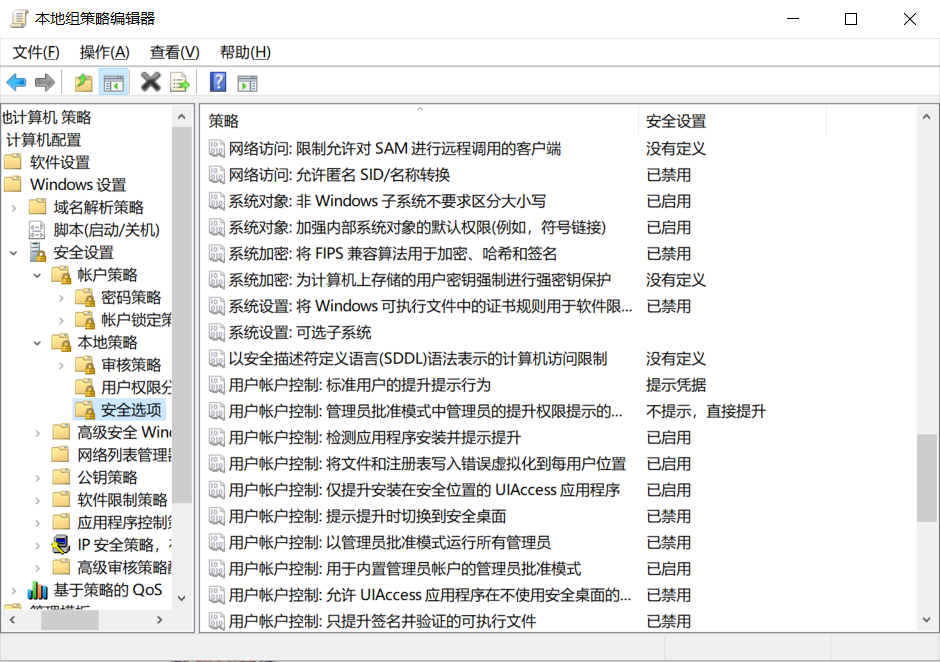 本地组策略编辑器
文件(F) 操作(A) 查看(V) 帮助(H)
地计算机 策略
计算机配置
软件设置
Windows 设置
域名解析策略
脚本(启动/关机)
安全设置
帐户策略
密码策略
帐户锁定策
本地策略
审核策略
用户权限分
安全选项
高级安全 Wind
网络列表管理器
公钥策略
软件限制策略
应用程序控制策
IP 安全策略，在
高级审核策略配
基于策略的 QoS
管理模板
策略 安全设置
网络访问: 限制允许对 SAM 进行远程调用的客户端 没有定义
网络访问: 允许匿名 SID/名称转换 已禁用
系统对象: 非 Windows 子系统不要求区分大小写 已启用
系统对象: 加强内部系统对象的默认权限(例如，符号链接) 已启用
系统加密: 将 FIPS 兼容算法用于加密、哈希和签名 已禁用
系统加密: 为计算机上存储的用户密钥强制进行强密钥保护 没有定义
系统设置: 将 Windows 可执行文件中的证书规则用于软件限... 已禁用
系统设置: 可选子系统
以安全描述符定义语言(SDDL)语法表示的计算机访问限制 没有定义
用户帐户控制: 标准用户的提升提示行为 提示凭据
用户帐户控制: 管理员批准模式中管理员的提升权限提示的... 不提示，直接提升
用户帐户控制: 检测应用程序安装并提示提升 已启用
用户帐户控制: 将文件和注册表写入错误虚拟化到每用户位置 已启用
用户帐户控制: 仅提升安装在安全位置的 UIAccess 应用程序 已启用
用户帐户控制: 提示提升时切换到安全桌面 已禁用
用户帐户控制: 以管理员批准模式运行所有管理员 已禁用
用户帐户控制: 用于内置管理员帐户的管理员批准模式 已启用
用户帐户控制: 允许 UIAccess 应用程序在不使用安全桌面的... 已禁用
用户帐户控制: 只提升签名并验证的可执行文件 已禁用